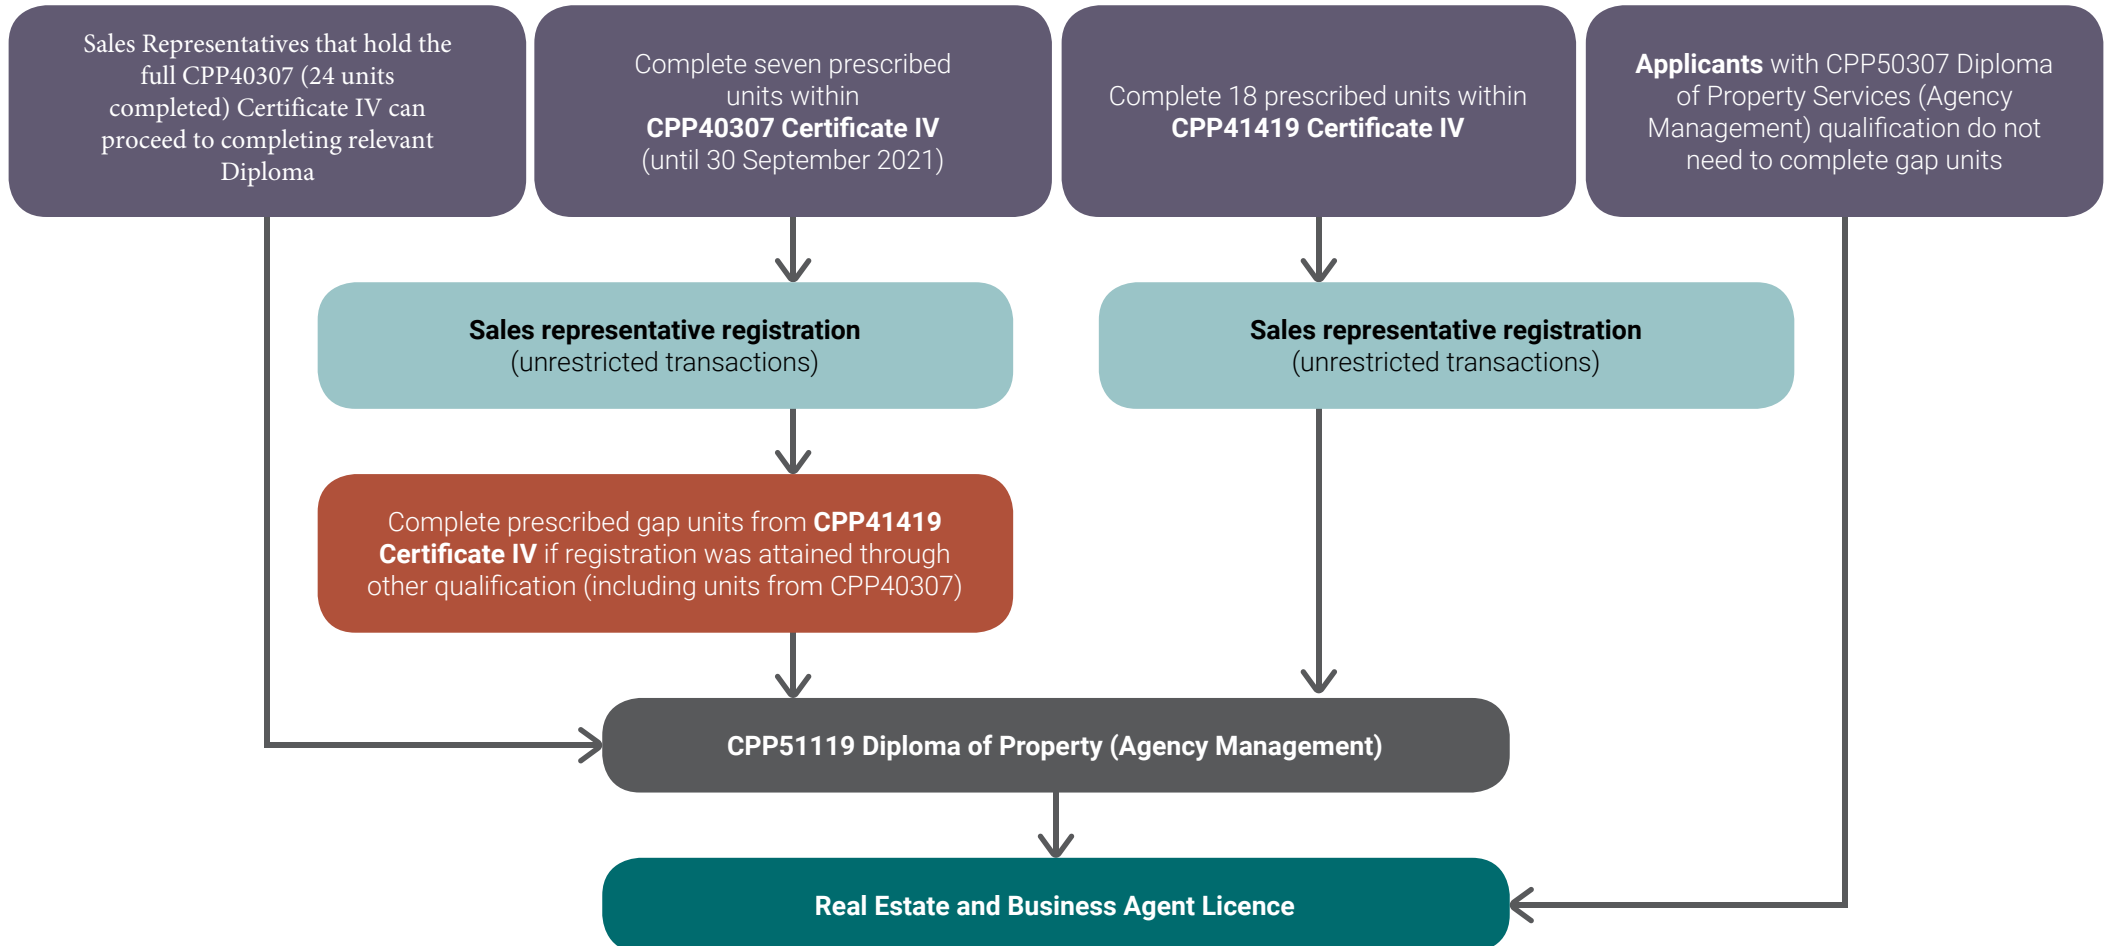 Sales Representatives that hold the
full CPP40307 (24 units
completed) Certificate IV can
proceed to completing relevant
Diploma
Complete seven prescribed
units within
CPP40307 Certificate IV
(until 30 September 2021)
Complete 18 prescribed units within
CPP41419 Certificate IV
Applicants with CPP50307 Diploma
of Property Services (Agency
Management) qualification do not
need to complete gap units
Sales representative registration
(unrestricted transactions)
Sales representative registration
(unrestricted transactions)
Complete prescribed gap units from CPP41419
Certificate IV if registration was attained through
other qualification (including units from CPP40307)
CPP51119 Diploma of Property (Agency Management)
Real Estate and Business Agent Licence